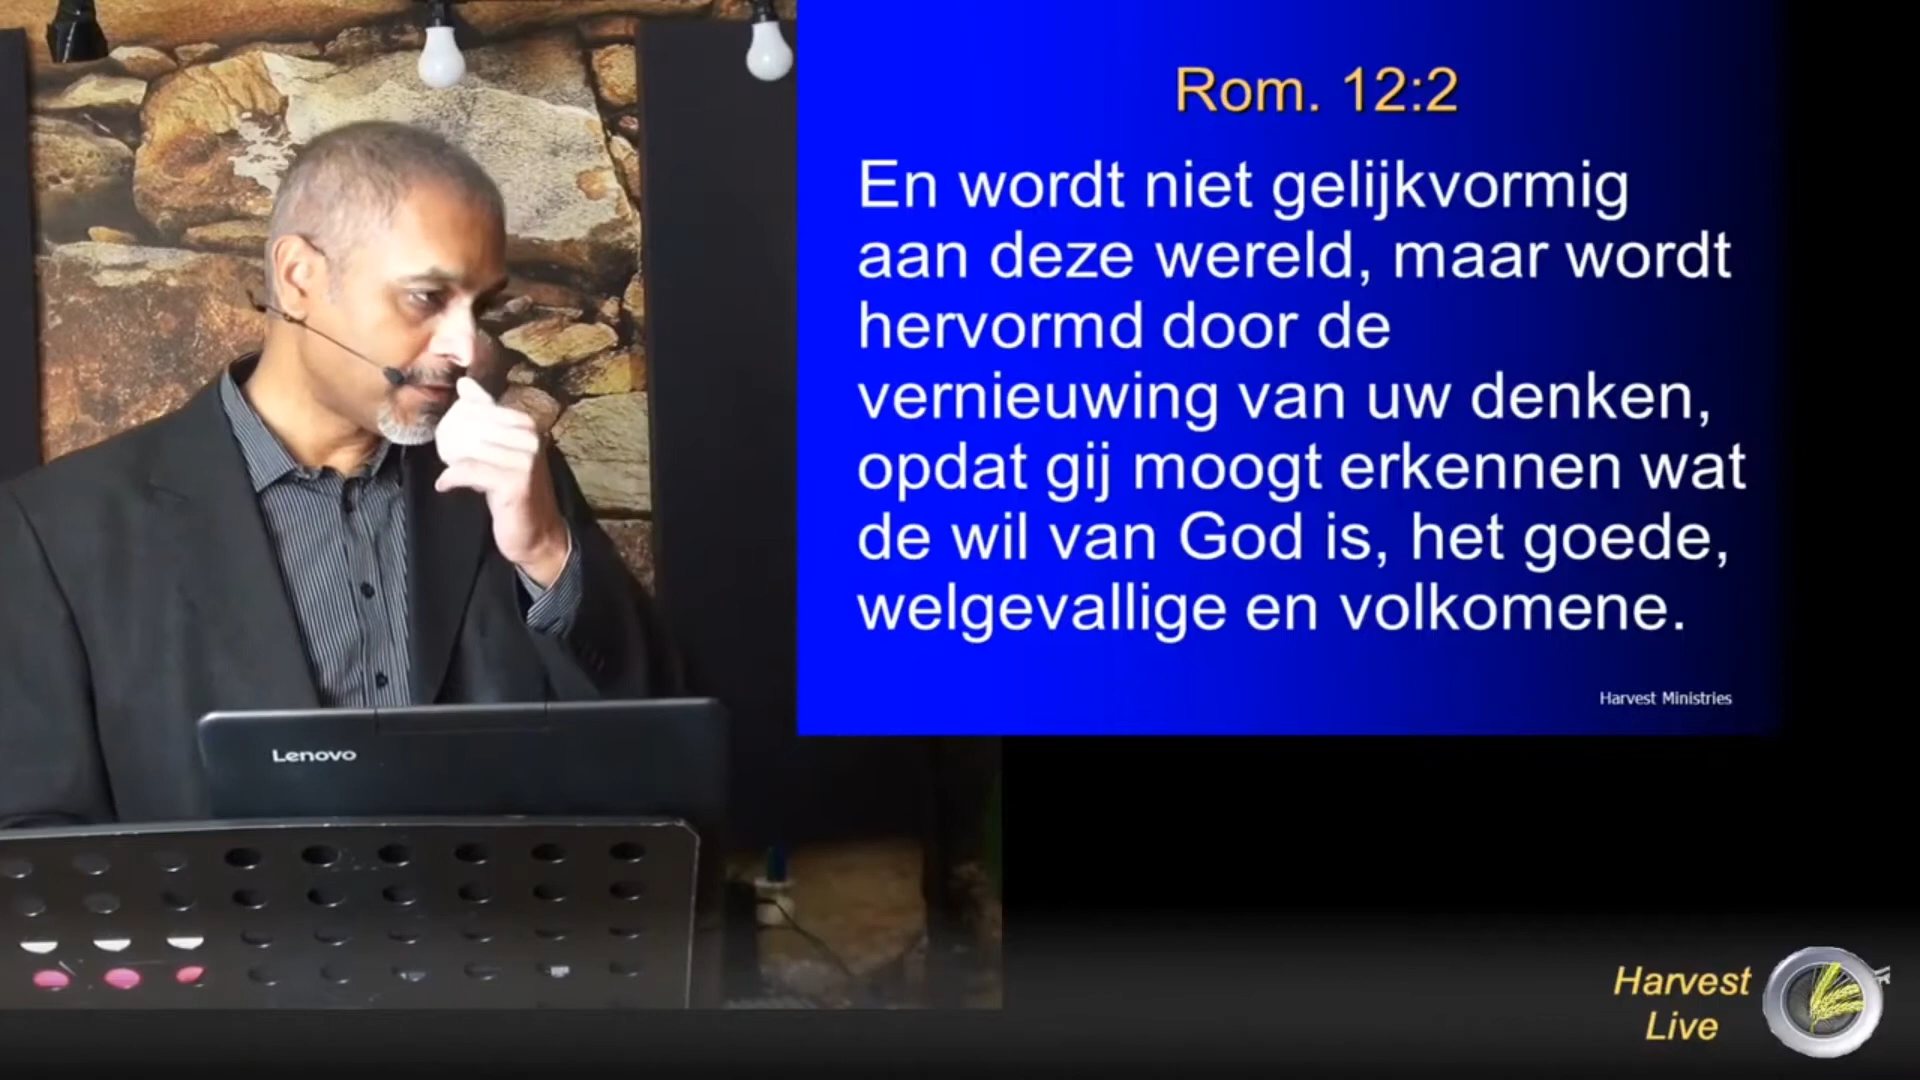 Rom. 12:2
En wordt niet gelijkvormig
aan deze wereld, maar wordt
hervormd door de
vernieuwing van uw denken,
opdat gij moogt erkennen wat
de wil van God is, het goede,
welgevallige en volkomene.
Harvest Ministries
Lenovo
Harvest
Live